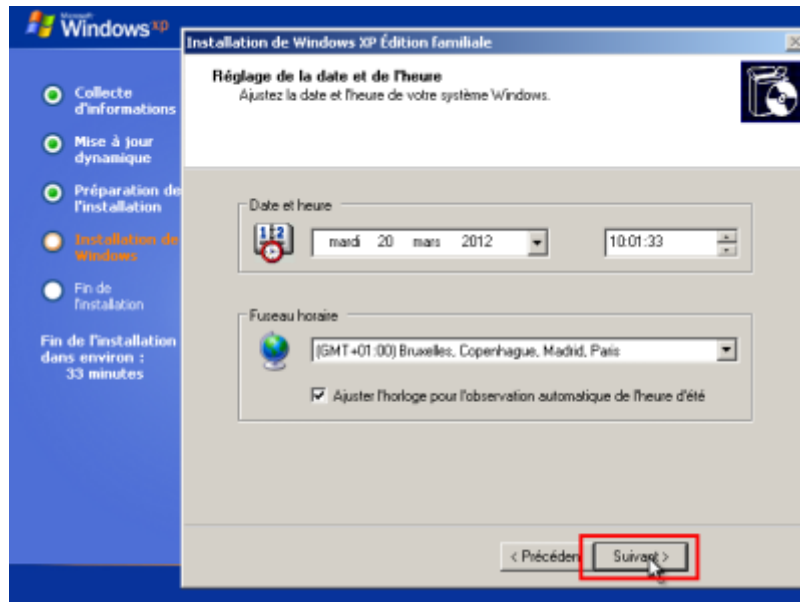 Microsoft
Windows xp
Installation de Windows XP Édition familiale
Réglage de la date et de l'heure
Ajustez la date et l'heure de votre système Windows.
Collecte
d'informations
Mise à jour
dynamique
Préparation de
l'installation
Installation de
Windows
Fin de
l'installation
Fin de l'installation
dans environ :
33 minutes
Date et heure
mardi 20 mars 2012
10:01:33
Fuseau horaire
(GMT+01:00) Bruxelles, Copenhague, Madrid, Paris
Ajuster l'horloge pour l'observation automatique de l'heure d'été
< Précéden
Suivant >